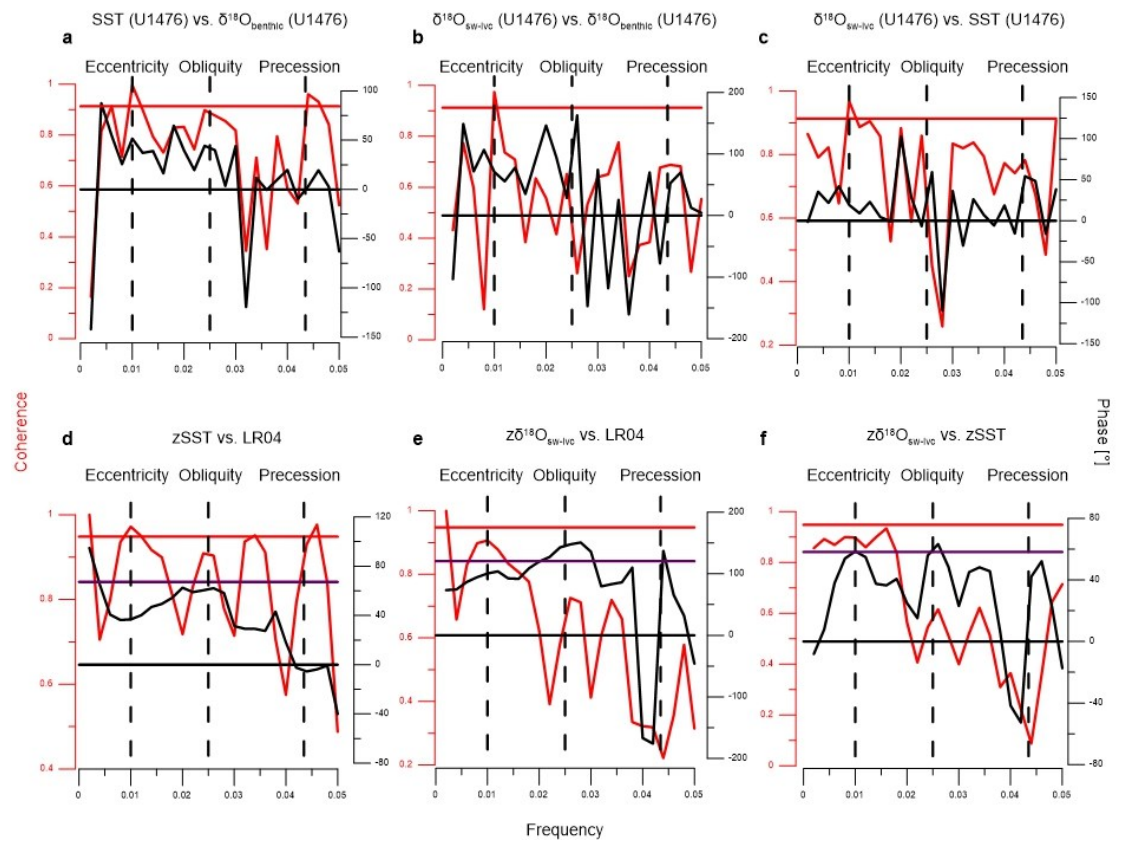 SST (U1476) vs. δ¹⁸O_benthic (U1476)
δ¹⁸O_sw-ivc (U1476) vs. δ¹⁸O_benthic (U1476)
δ¹⁸O_sw-ivc (U1476) vs. SST (U1476)
a
b
c
Eccentricity Obliquity Precession
Eccentricity Obliquity Precession
Eccentricity Obliquity Precession
1 0.8 0.6 0.4 0.2 0
100 50 0 -50 -100 -150
1 0.8 0.6 0.4 0.2 0
200 100 0 -100 -200
1 0.8 0.6 0.4 0.2
150 100 50 0 -50 -100 -150
0 0.01 0.02 0.03 0.04 0.05
0 0.01 0.02 0.03 0.04 0.05
0 0.01 0.02 0.03 0.04 0.05
Coherence
Phase [°]
d
zSST vs. LR04
e
zδ¹⁸O_sw-ivc vs. LR04
f
zδ¹⁸O_sw-ivc vs. zSST
Eccentricity Obliquity Precession
Eccentricity Obliquity Precession
Eccentricity Obliquity Precession
1 0.8 0.6 0.4
120 80 40 0 -40 -80
1 0.8 0.6 0.4 0.2
200 100 0 -100 -200
1 0.8 0.6 0.4 0.2 0
80 40 0 -40 -80
0 0.01 0.02 0.03 0.04 0.05
0 0.01 0.02 0.03 0.04 0.05
0 0.01 0.02 0.03 0.04 0.05
Frequency